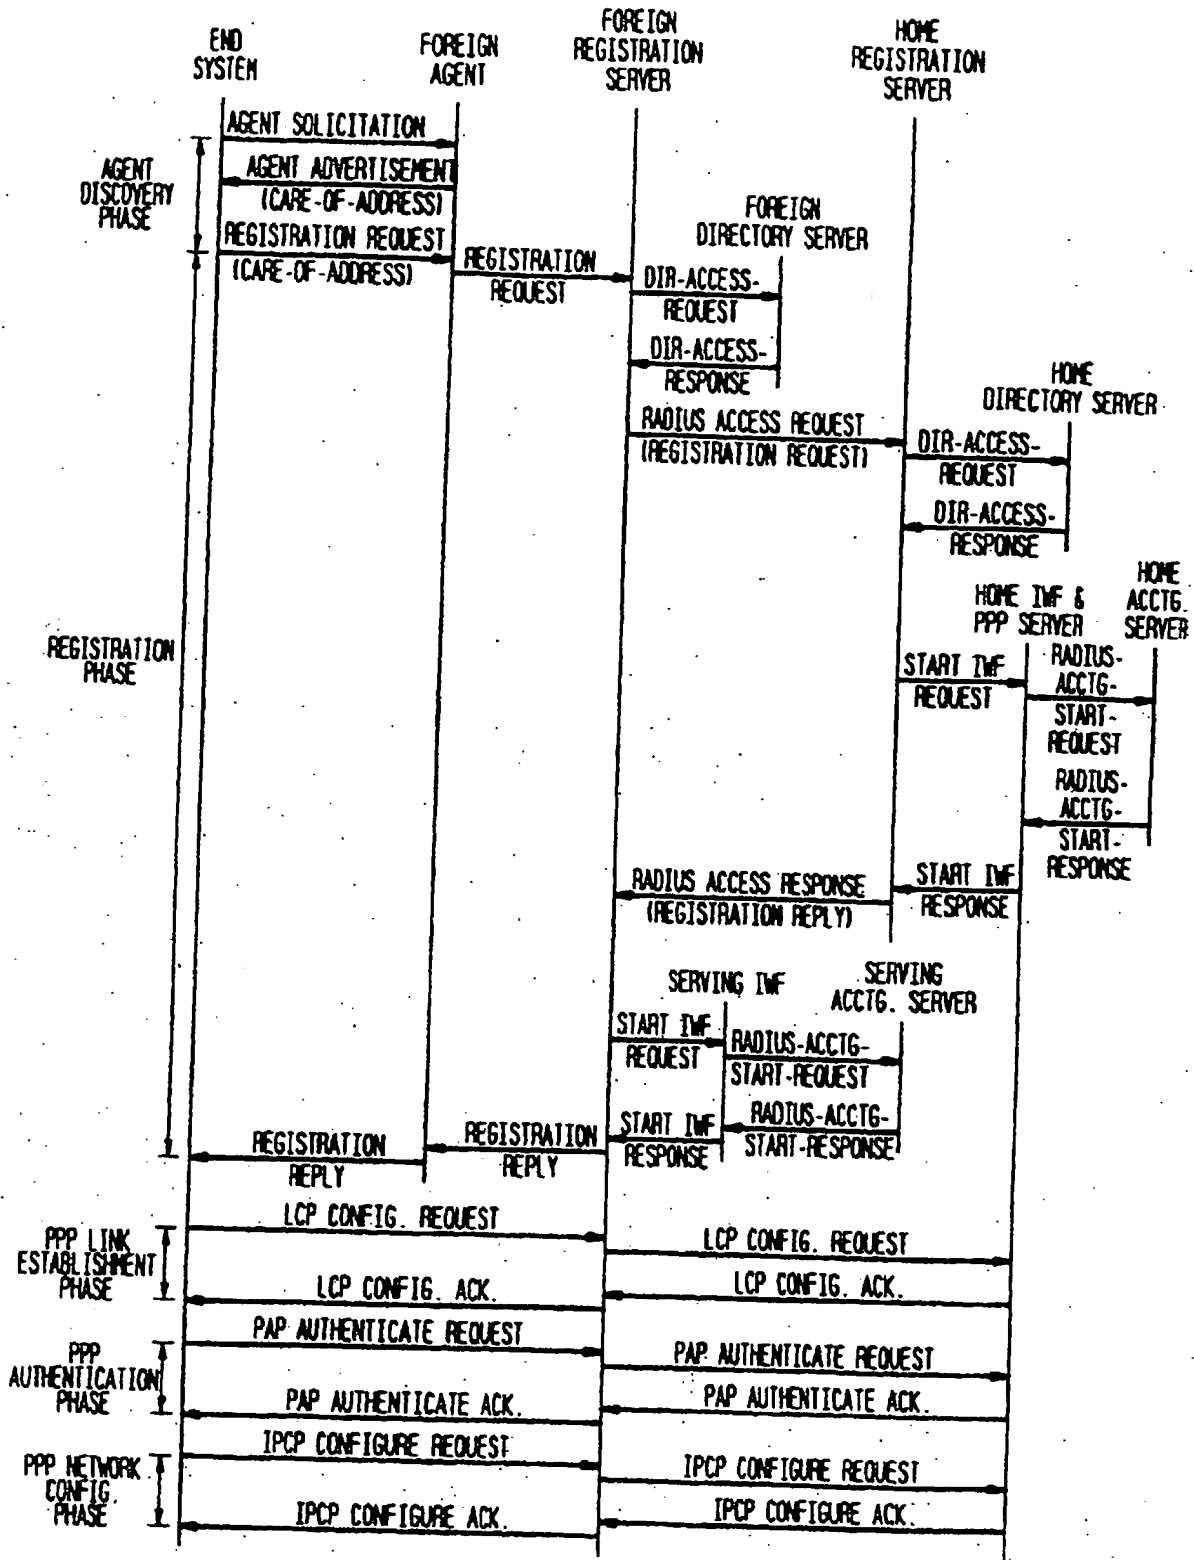 END
SYSTEM
FOREIGN
AGENT
FOREIGN
REGISTRATION
SERVER
HOME
REGISTRATION
SERVER
AGENT SOLICITATION
AGENT
DISCOVERY
PHASE
AGENT ADVERTISEMENT
(CARE-OF-ADDRESS)
REGISTRATION REQUEST
(CARE-OF-ADDRESS)
REGISTRATION
REQUEST
FOREIGN
DIRECTORY SERVER
DIR-ACCESS-
REQUEST
DIR-ACCESS-
RESPONSE
HOME
DIRECTORY SERVER
RADIUS ACCESS REQUEST
(REGISTRATION REQUEST)
DIR-ACCESS-
REQUEST
DIR-ACCESS-
RESPONSE
HOME IWF &
PPP SERVER
HOME
ACCTG.
SERVER
REGISTRATION
PHASE
START IWF
REQUEST
RADIUS-
ACCTG-
START-
REQUEST
RADIUS-
ACCTG-
START-
RESPONSE
START IWF
RESPONSE
RADIUS ACCESS RESPONSE
(REGISTRATION REPLY)
SERVING IWF
SERVING
ACCTG. SERVER
START IWF
REQUEST
RADIUS-ACCTG-
START-REQUEST
RADIUS-ACCTG-
START-RESPONSE
START IWF
RESPONSE
REGISTRATION
REPLY
REGISTRATION
REPLY
PPP LINK
ESTABLISHMENT
PHASE
LCP CONFIG. REQUEST
LCP CONFIG. REQUEST
LCP CONFIG. ACK.
LCP CONFIG. ACK.
PPP
AUTHENTICATION
PHASE
PAP AUTHENTICATE REQUEST
PAP AUTHENTICATE REQUEST
PAP AUTHENTICATE ACK.
PAP AUTHENTICATE ACK.
PPP NETWORK
CONFIG.
PHASE
IPCP CONFIGURE REQUEST
IPCP CONFIGURE REQUEST
IPCP CONFIGURE ACK.
IPCP CONFIGURE ACK.